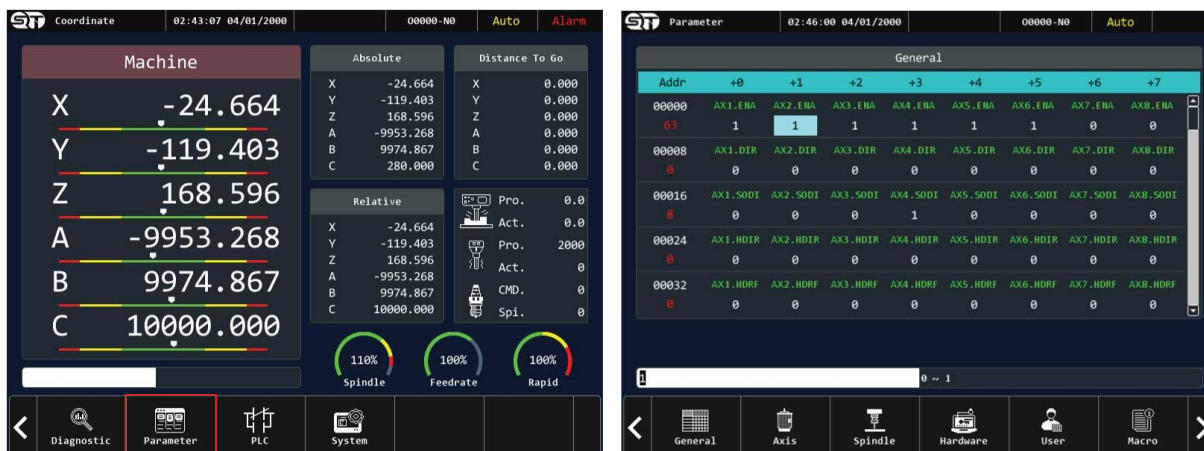 STT Coordinate 02:43:07 04/01/2000 O0000-N0 Auto Alarm
Machine
X -24.664
Y -119.403
Z 168.596
A -9953.268
B 9974.867
C 10000.000
Absolute
X -24.664
Y -119.403
Z 168.596
A -9953.268
B 9974.867
C 280.000
Distance To Go
X 0.000
Y 0.000
Z 0.000
A 0.000
B 0.000
C 0.000
Relative
X -24.664
Y -119.403
Z 168.596
A -9953.268
B 9974.867
C 10000.000
Pro. 0.0
Act. 0.0
Pro. 2000
Act. 0
CMD. 0
Spi. 0
110% 100% 100%
Spindle Feedrate Rapid
Diagnostic Parameter PLC System
STT Parameter 02:46:00 04/01/2000 O0000-N0 Auto
General
Addr +0 +1 +2 +3 +4 +5 +6 +7
00000 AX1.ENA AX2.ENA AX3.ENA AX4.ENA AX5.ENA AX6.ENA AX7.ENA AX8.ENA
63 1 1 1 1 1 1 0 0
00008 AX1.DIR AX2.DIR AX3.DIR AX4.DIR AX5.DIR AX6.DIR AX7.DIR AX8.DIR
0 0 0 0 0 0 0 0 0
00016 AX1.SODI AX2.SODI AX3.SODI AX4.SODI AX5.SODI AX6.SODI AX7.SODI AX8.SODI
8 0 0 0 1 0 0 0 0
00024 AX1.HDIR AX2.HDIR AX3.HDIR AX4.HDIR AX5.HDIR AX6.HDIR AX7.HDIR AX8.HDIR
0 0 0 0 0 0 0 0 0
00032 AX1.HDRF AX2.HDRF AX3.HDRF AX4.HDRF AX5.HDRF AX6.HDRF AX7.HDRF AX8.HDRF
0 0 0 0 0 0 0 0 0
1 0 ~ 1
General Axis Spindle Hardware User Macro